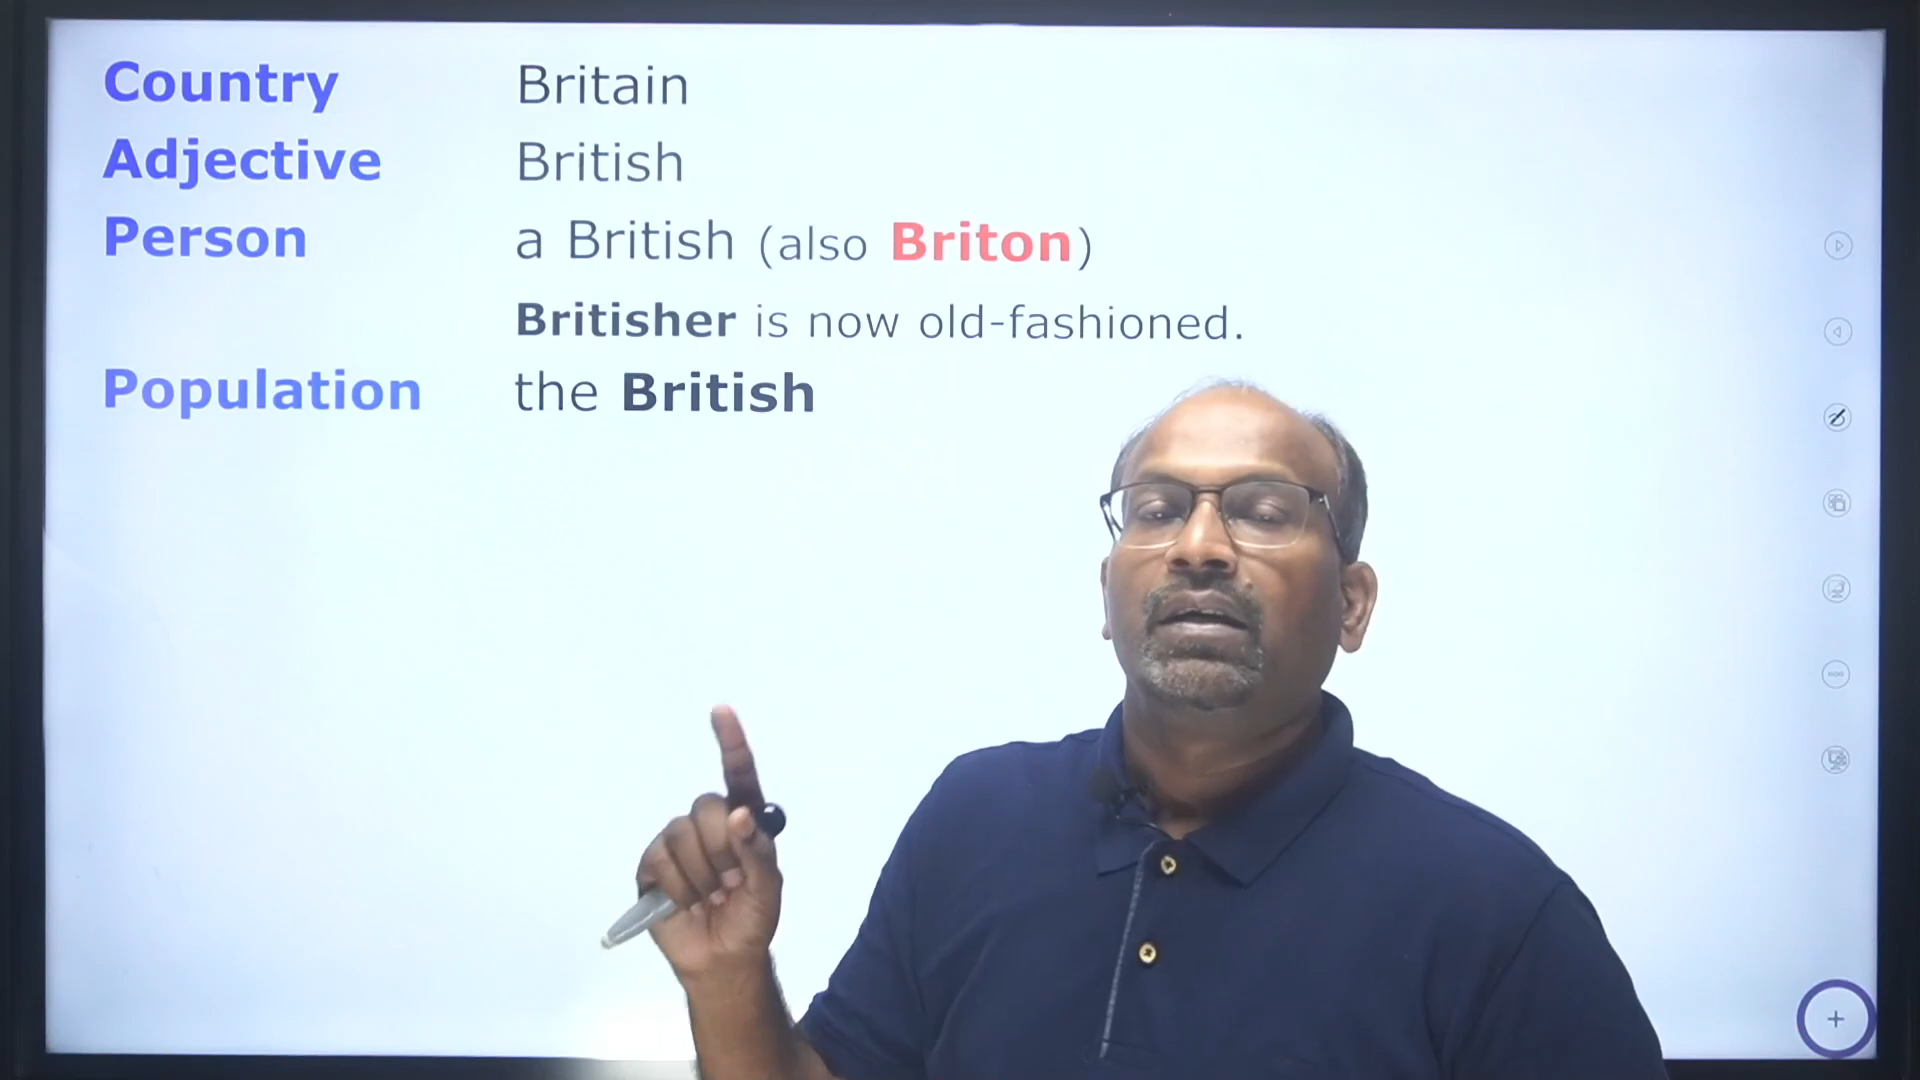 Country Britain
Adjective British
Person a British (also Briton)
Britisher is now old-fashioned.
Population the British